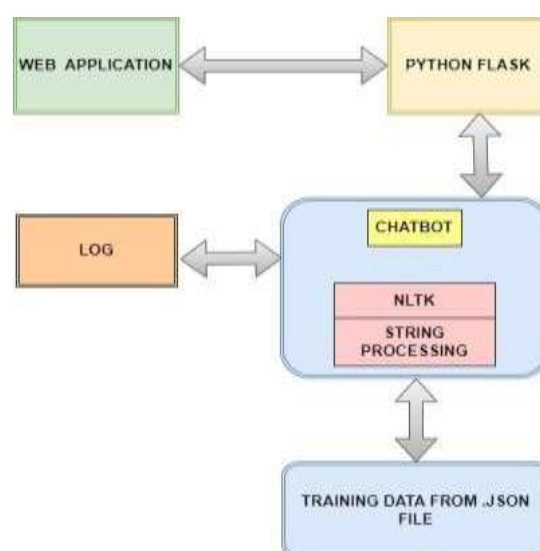 WEB APPLICATION
PYTHON FLASK
CHATBOT
LOG
NLTK
STRING
PROCESSING
TRAINING DATA FROM .JSON
FILE